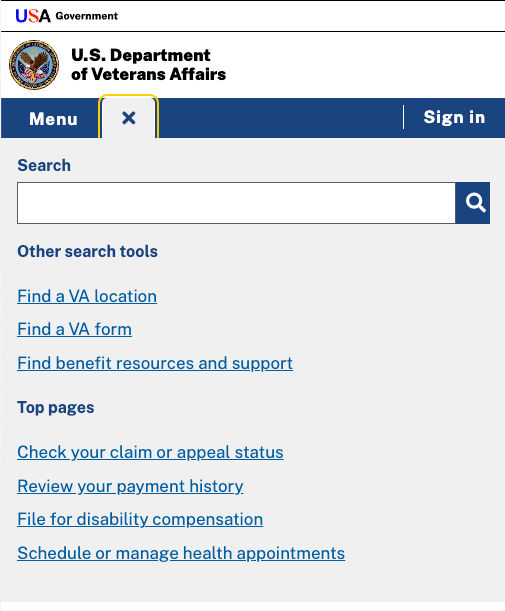 USA Government
U.S. Department
of Veterans Affairs
Menu
Sign in
Search
Other search tools
Find a VA location
Find a VA form
Find benefit resources and support
Top pages
Check your claim or appeal status
Review your payment history
File for disability compensation
Schedule or manage health appointments